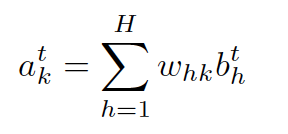 $a_k^t = \sum_{h=1}^{H} w_{hk} b_h^t$